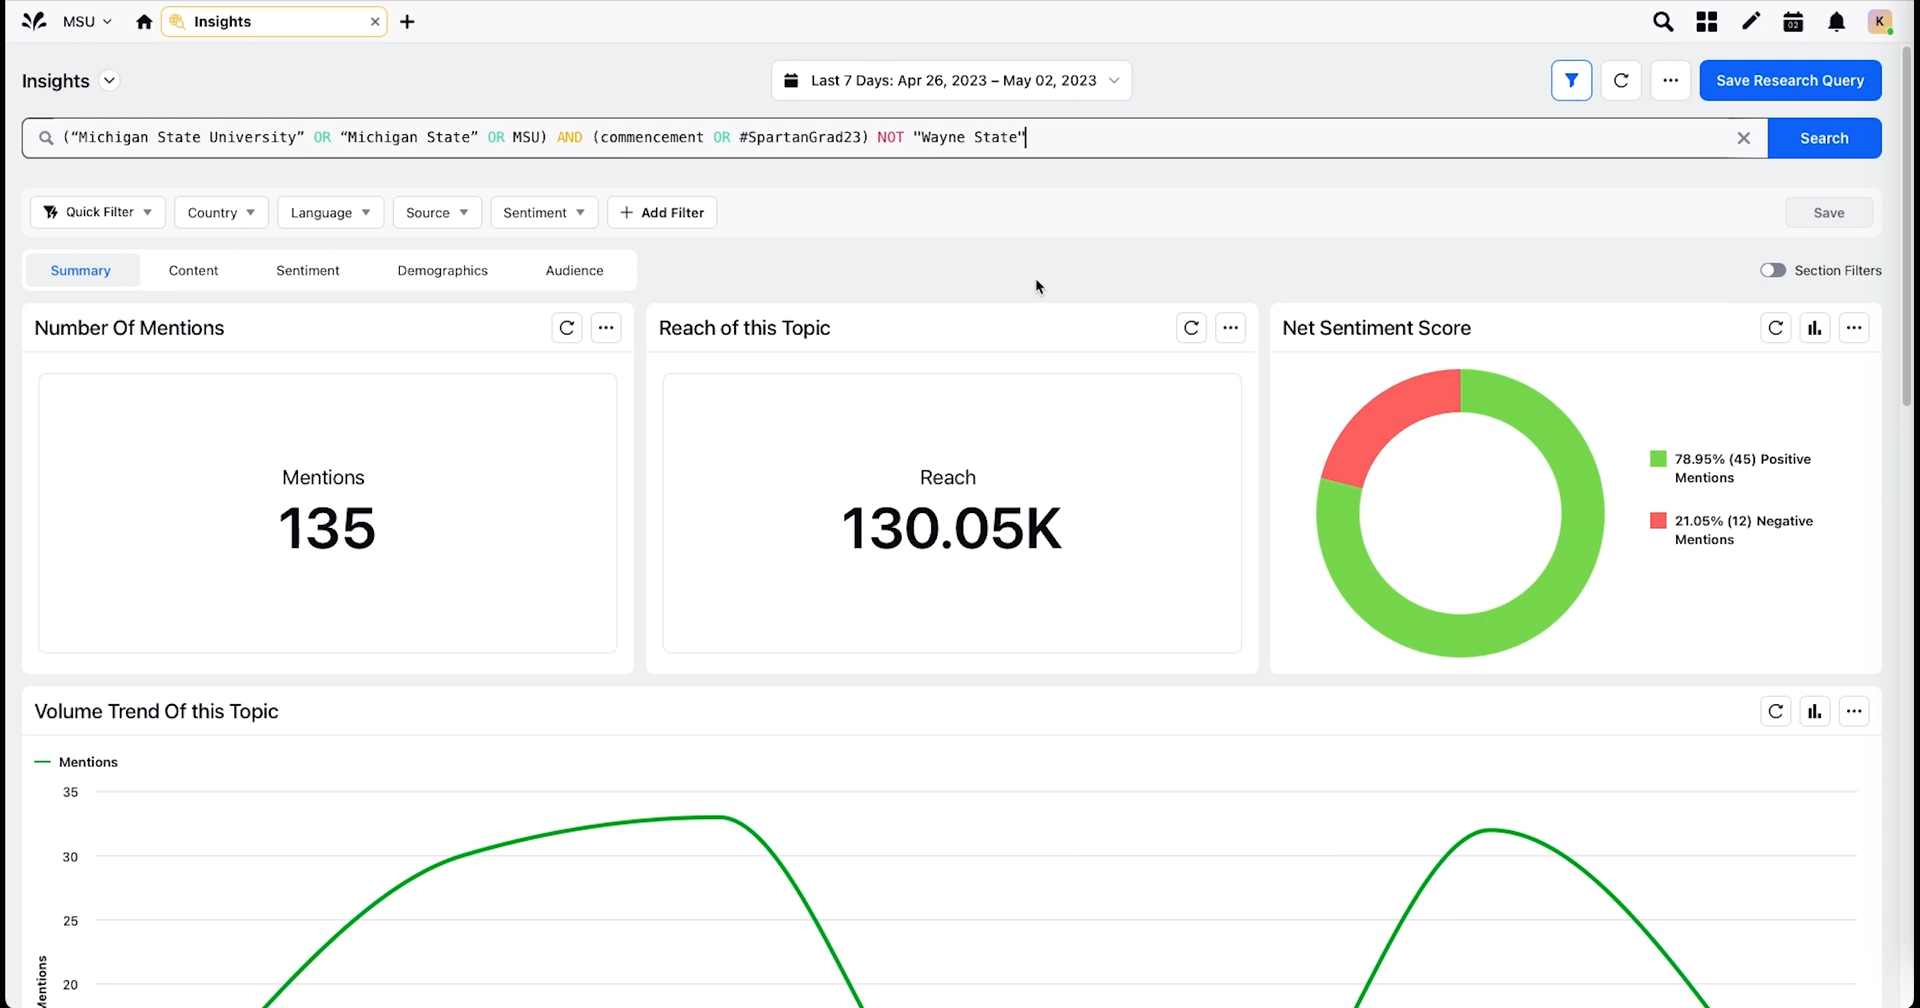 MSU
Insights
02
K
Insights
Last 7 Days: Apr 26, 2023 – May 02, 2023
Save Research Query
(“Michigan State University” OR “Michigan State” OR MSU) AND (commencement OR #SpartanGrad23) NOT "Wayne State"
Search
Quick Filter
Country
Language
Source
Sentiment
Add Filter
Save
Summary
Content
Sentiment
Demographics
Audience
Section Filters
Number Of Mentions
Reach of this Topic
Net Sentiment Score
Mentions
135
Reach
130.05K
78.95% (45) Positive
Mentions
21.05% (12) Negative
Mentions
Volume Trend Of this Topic
Mentions
35
30
25
20